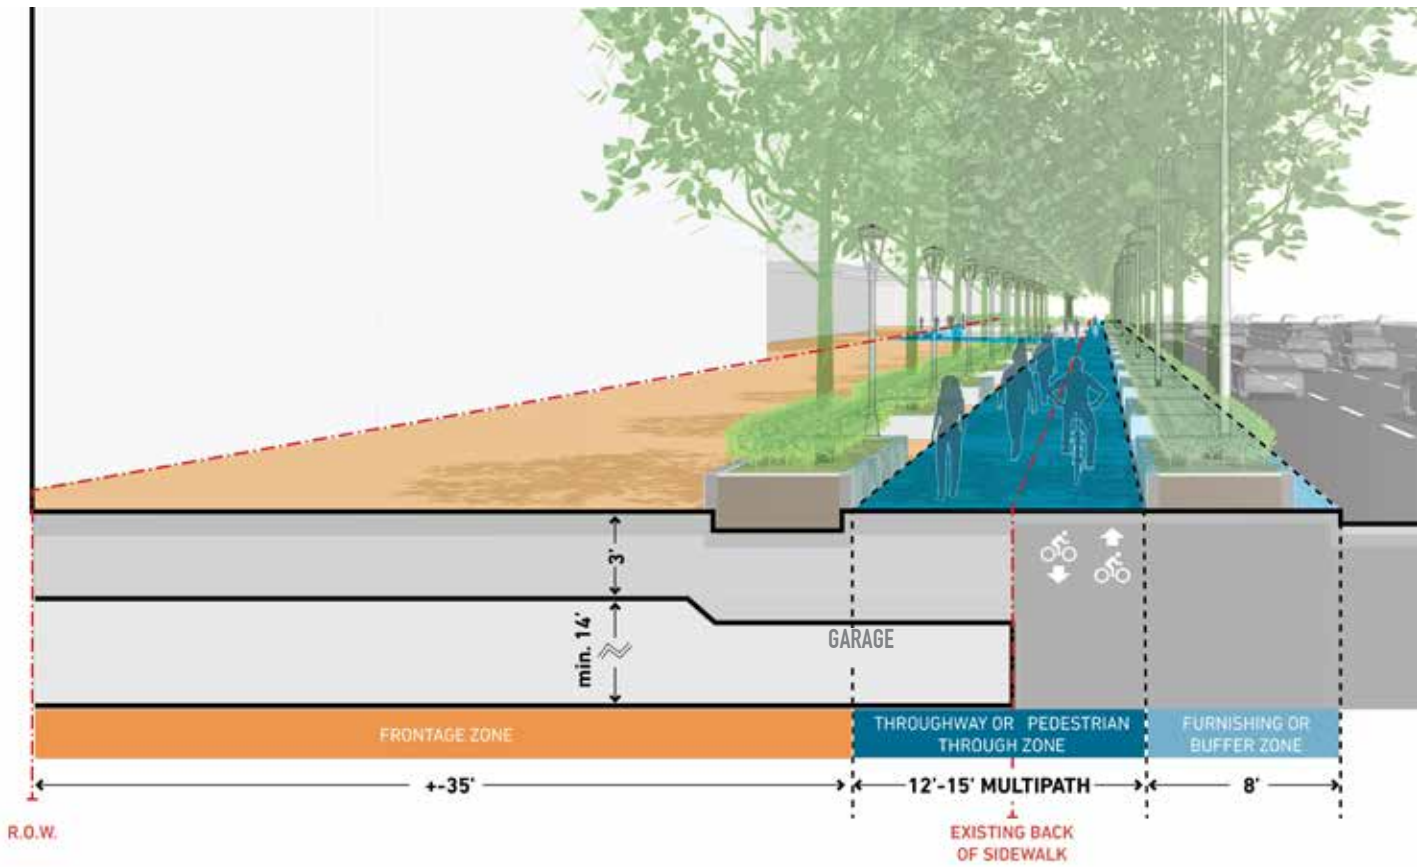 3'
min. 14'
GARAGE
FRONTAGE ZONE
THROUGHWAY OR PEDESTRIAN
THROUGH ZONE
FURNISHING OR
BUFFER ZONE
+-35'
12'-15' MULTIPATH
8'
R.O.W.
EXISTING BACK
OF SIDEWALK